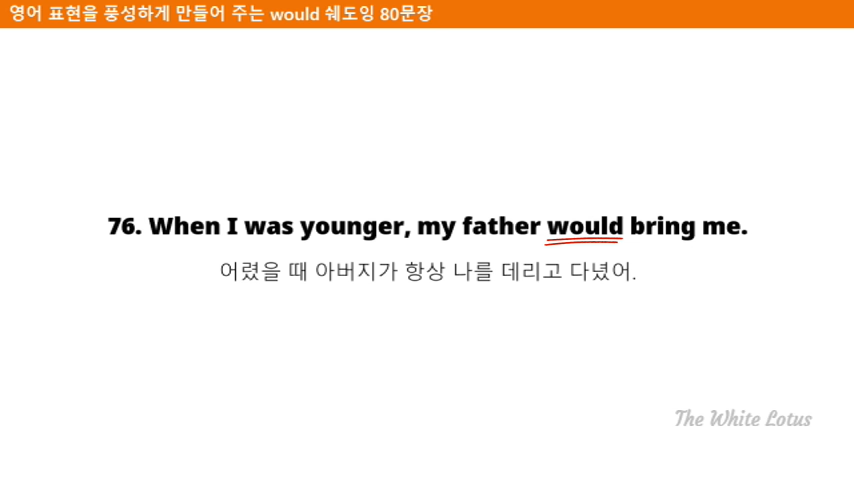 영어 표현을 풍성하게 만들어 주는 would 쉐도잉 80문장
76. When I was younger, my father would bring me.
어렸을 때 아버지가 항상 나를 데리고 다녔어.
The White Lotus